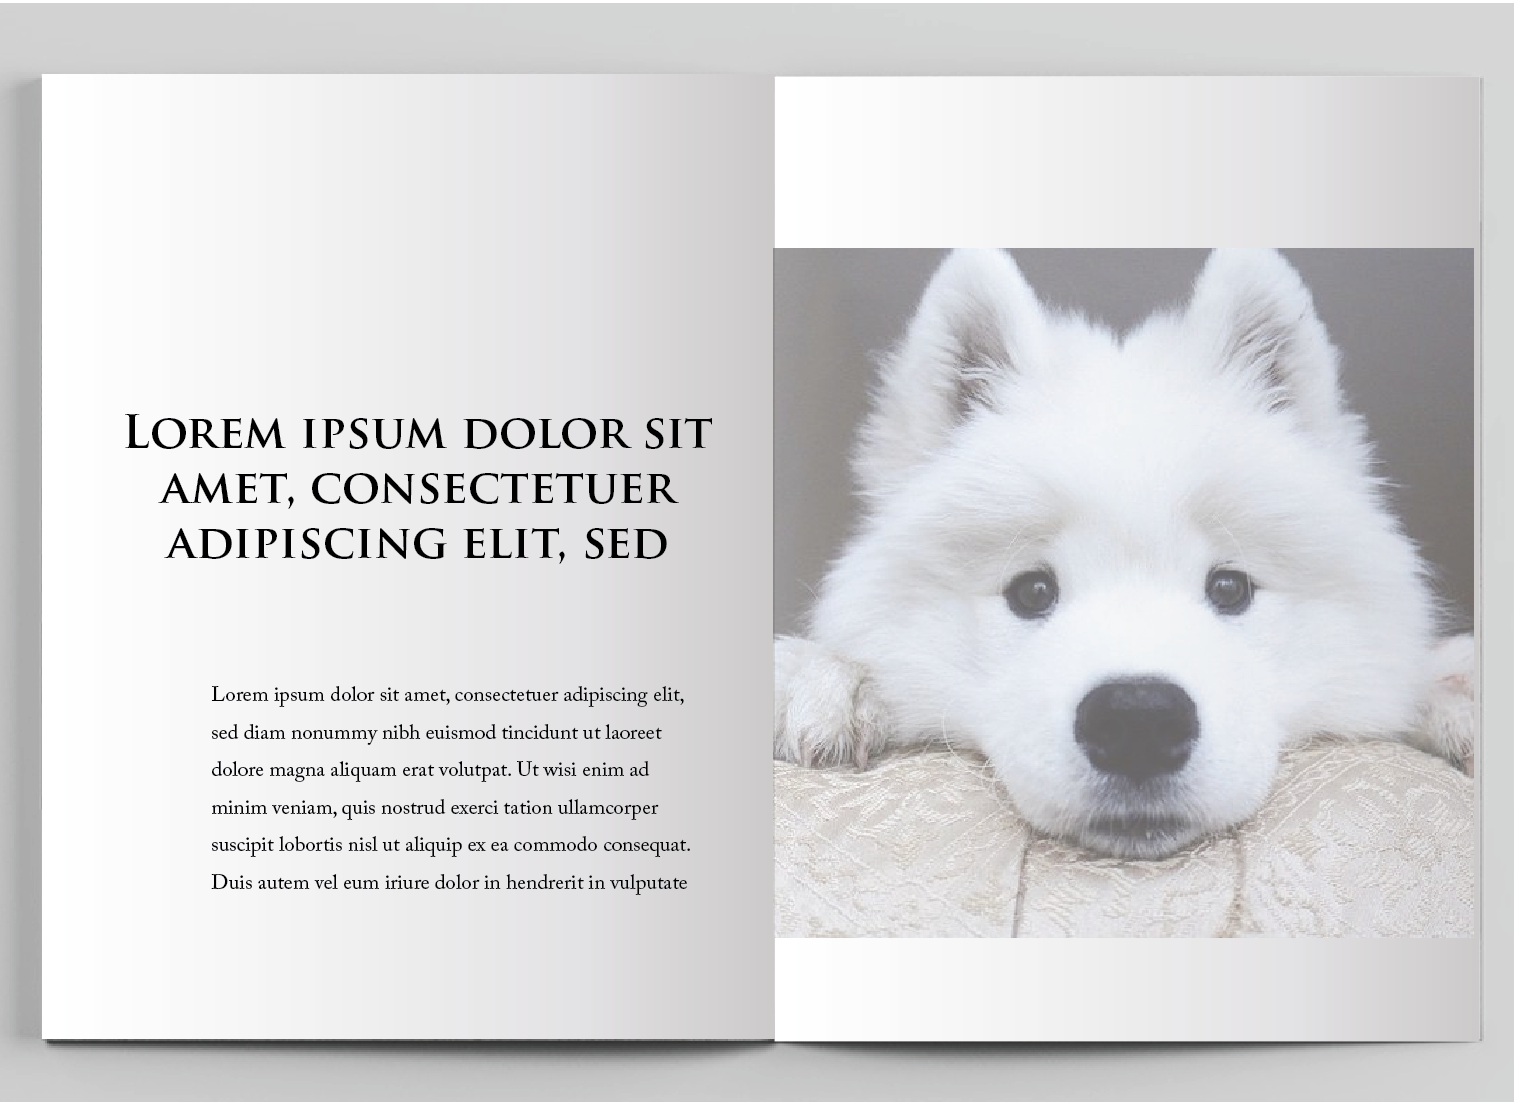 Lorem ipsum dolor sit
amet, consectetuer
adipiscing elit, sed
Lorem ipsum dolor sit amet, consectetuer adipiscing elit,
sed diam nonummy nibh euismod tincidunt ut laoreet
dolore magna aliquam erat volutpat. Ut wisi enim ad
minim veniam, quis nostrud exerci tation ullamcorper
suscipit lobortis nisl ut aliquip ex ea commodo consequat.
Duis autem vel eum iriure dolor in hendrerit in vulputate